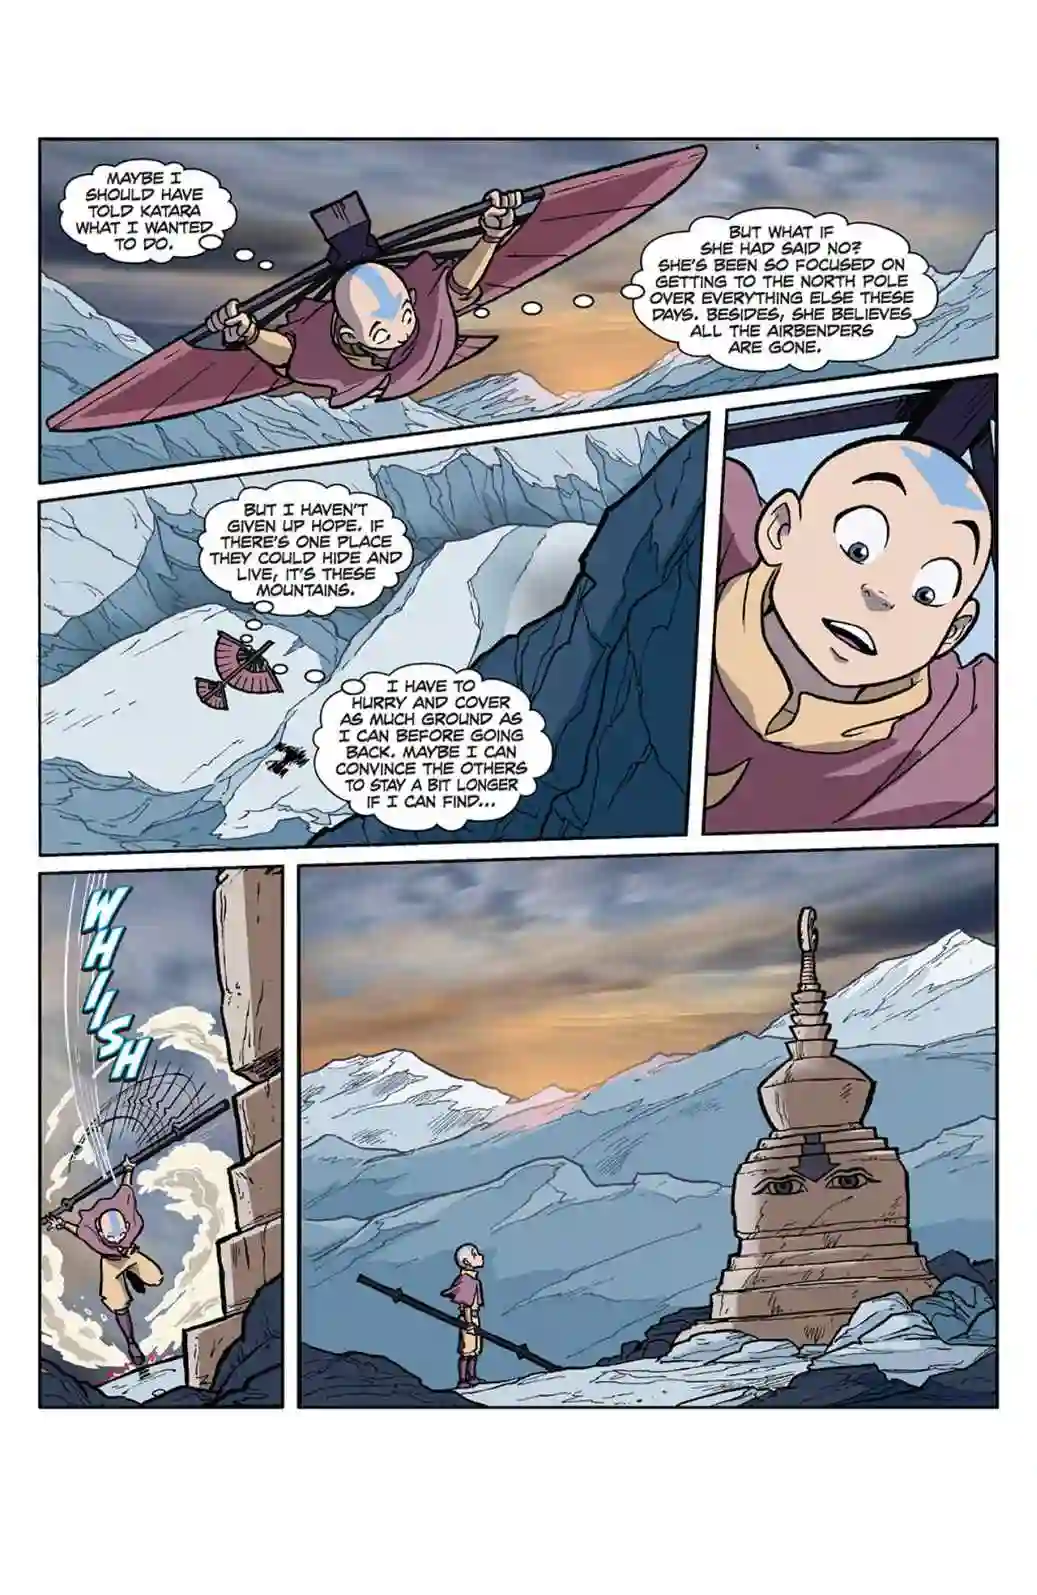 MAYBE I
SHOULD HAVE
TOLD KATARA
WHAT I WANTED
TO DO.
BUT WHAT IF
SHE HAD SAID NO?
SHE'S BEEN SO FOCUSED ON
GETTING TO THE NORTH POLE
OVER EVERYTHING ELSE THESE
DAYS. BESIDES, SHE BELIEVES
ALL THE AIRBENDERS
ARE GONE.
BUT I HAVEN'T
GIVEN UP HOPE. IF
THERE'S ONE PLACE
THEY COULD HIDE AND
LIVE, IT'S THESE
MOUNTAINS.
I HAVE TO
HURRY AND COVER
AS MUCH GROUND AS
I CAN BEFORE GOING
BACK. MAYBE I CAN
CONVINCE THE OTHERS
TO STAY A BIT LONGER
IF I CAN FIND...
WHIISH